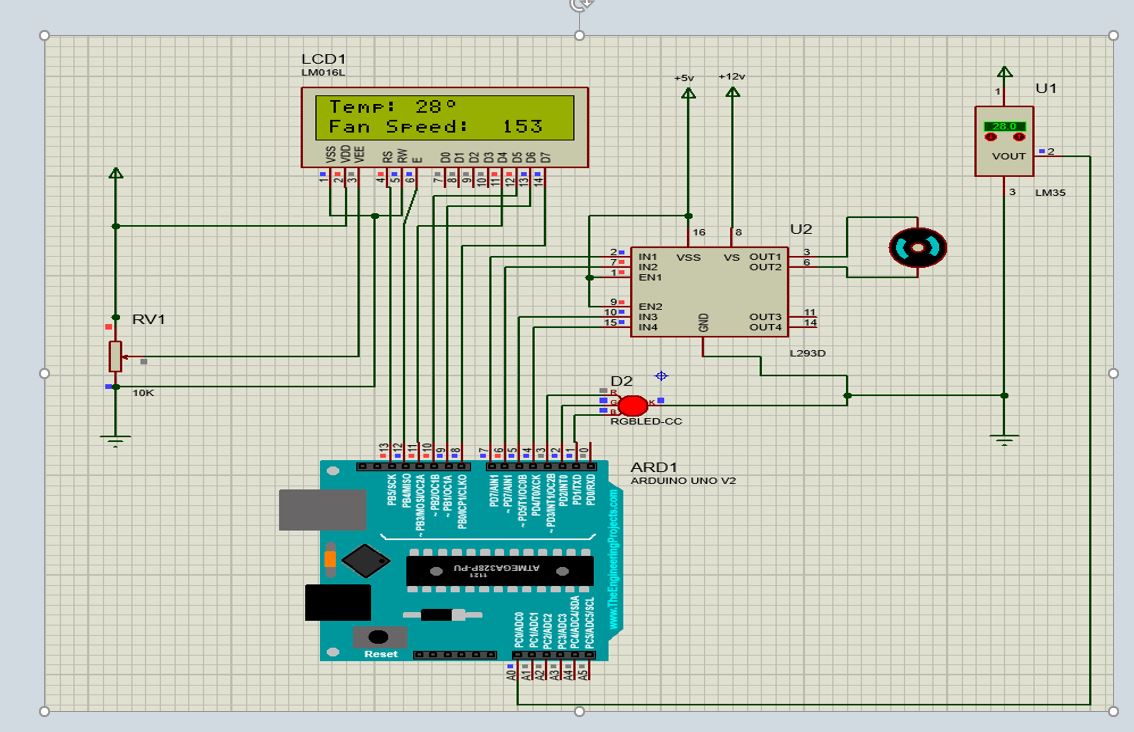 LCD1
LM016L
Temp: 28°
Fan Speed: 153
VSS
VDD
VEE
RS
RW
E
D0
D1
D2
D3
D4
D5
D6
D7
1
2
3
4
5
6
7
8
9
10
11
12
13
14
+5v
+12v
U1
1
28.0
VOUT
2
3
LM35
RV1
10K
U2
16
8
VSS
VS
2
IN1
7
IN2
1
EN1
9
EN2
10
IN3
15
IN4
GND
OUT1
3
OUT2
6
OUT3
11
OUT4
14
L293D
D2
R
G
B
K
RGBLED-CC
ARD1
ARDUINO UNO V2
13
12
11
10
9
8
7
6
5
4
3
2
1
0
PB5/SCK
PB4/MISO
~PB3/MOSI/OC2A
~ PB2/OC1B
~ PB1/OC1A
PB0/ICP1/CLKO
PD7/AIN1
~ PD7/AIN1
~ PD5/T1/OC0B
PD4/T0/XCK
~ PD3/INT1/OC2B
PD2/INT0
PD1/TXD
PD0/RXD
www.TheEngineeringProjects.com
ATMEGA328P-PU
1121
Reset
PC0/ADC0
PC1/ADC1
PC2/ADC2
PC3/ADC3
PC4/ADC4/SDA
PC5/ADC5/SCL
A0
A1
A2
A3
A4
A5